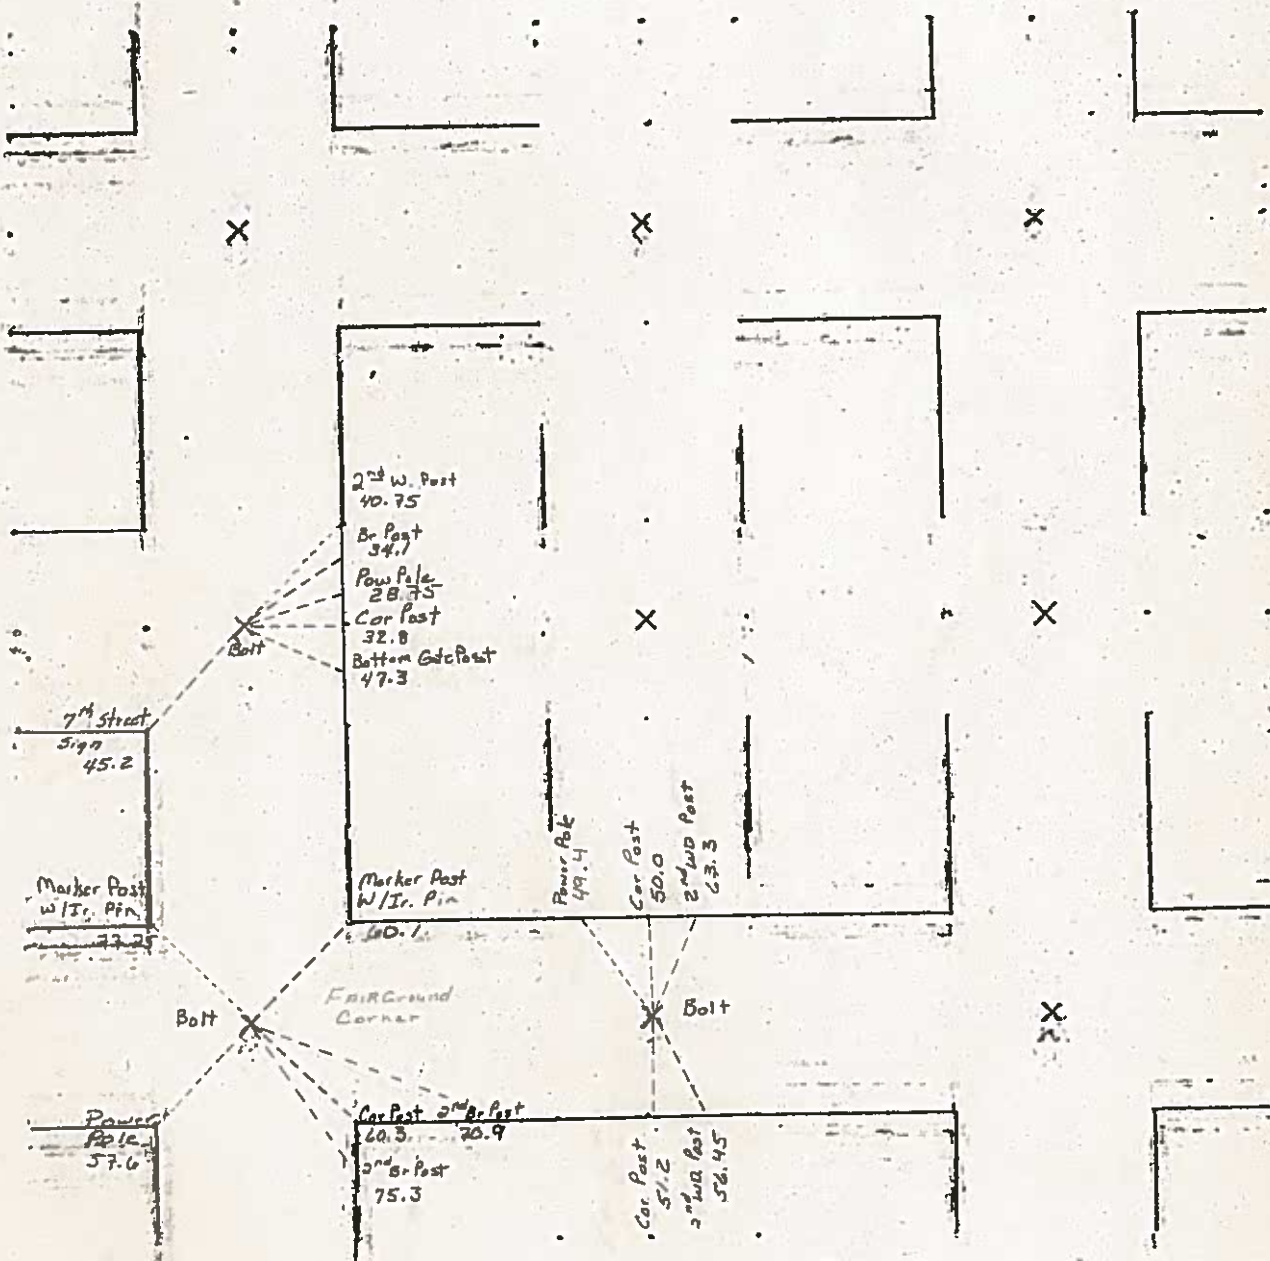 2nd W. Post
40.75
Br Post
34.1
Pow Pole
28.75
Cor Post
32.8
Bottom Gate Post
47.3
Bolt
7th Street
Sign
45.2
Marker Post
W/Ir. Pin
77.25
Marker Post
W/Ir. Pin
60.1
Power Pole
49.4
Cor Post
50.0
2nd WD Post
63.3
Bolt
FAIRGround
Corner
Bolt
Power
Pole
57.6
Cor Post
60.3
2nd Br Post
70.9
2nd Br Post
75.3
Cor. Post
51.2
2nd WD. Post
56.45